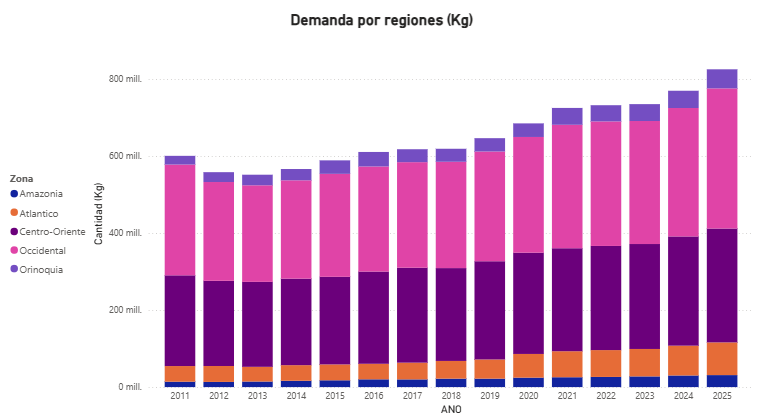 Demanda por regiones (Kg)
Zona
Amazonia
Atlantico
Centro-Oriente
Occidental
Orinoquia
Cantidad (Kg)
800 mill.
600 mill.
400 mill.
200 mill.
0 mill.
2011 2012 2013 2014 2015 2016 2017 2018 2019 2020 2021 2022 2023 2024 2025
ANO